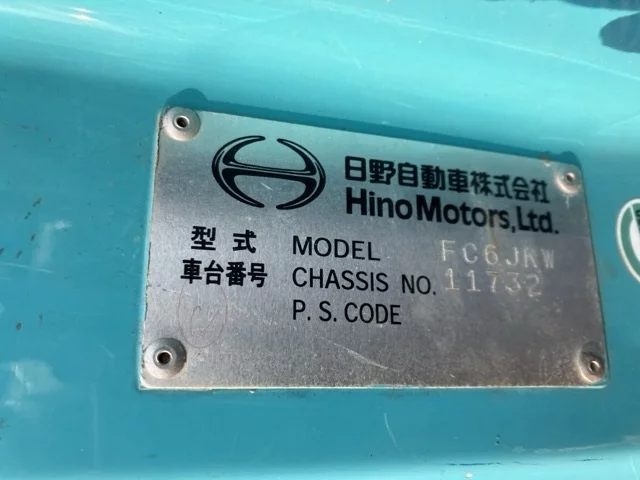 日野自動車株式会社
Hino Motors, Ltd.
型式 MODEL FC6JKW
車台番号 CHASSIS NO. 11732
P. S. CODE